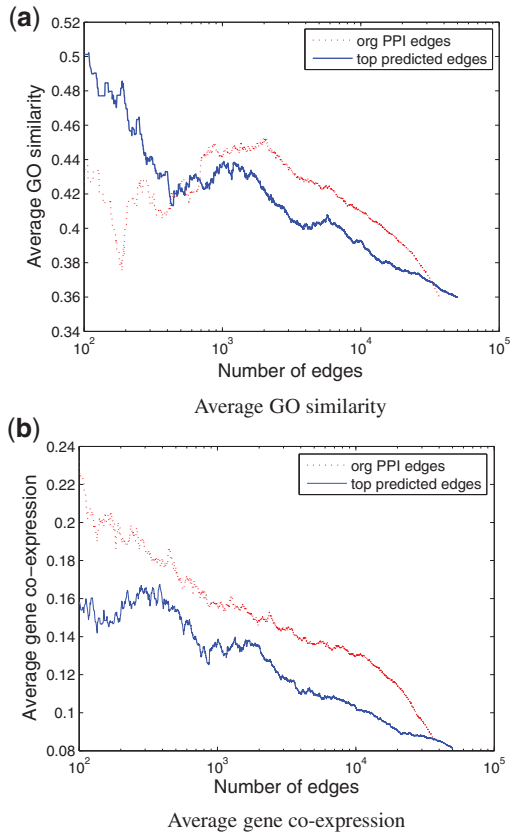 (a)
0.52
0.5
0.48
0.46
0.44
0.42
0.4
0.38
0.36
0.34
Average GO similarity
org PPI edges
top predicted edges
10^2
10^3
10^4
10^5
Number of edges
Average GO similarity
(b)
0.24
0.22
0.2
0.18
0.16
0.14
0.12
0.1
0.08
Average gene co-expression
org PPI edges
top predicted edges
10^2
10^3
10^4
10^5
Number of edges
Average gene co-expression